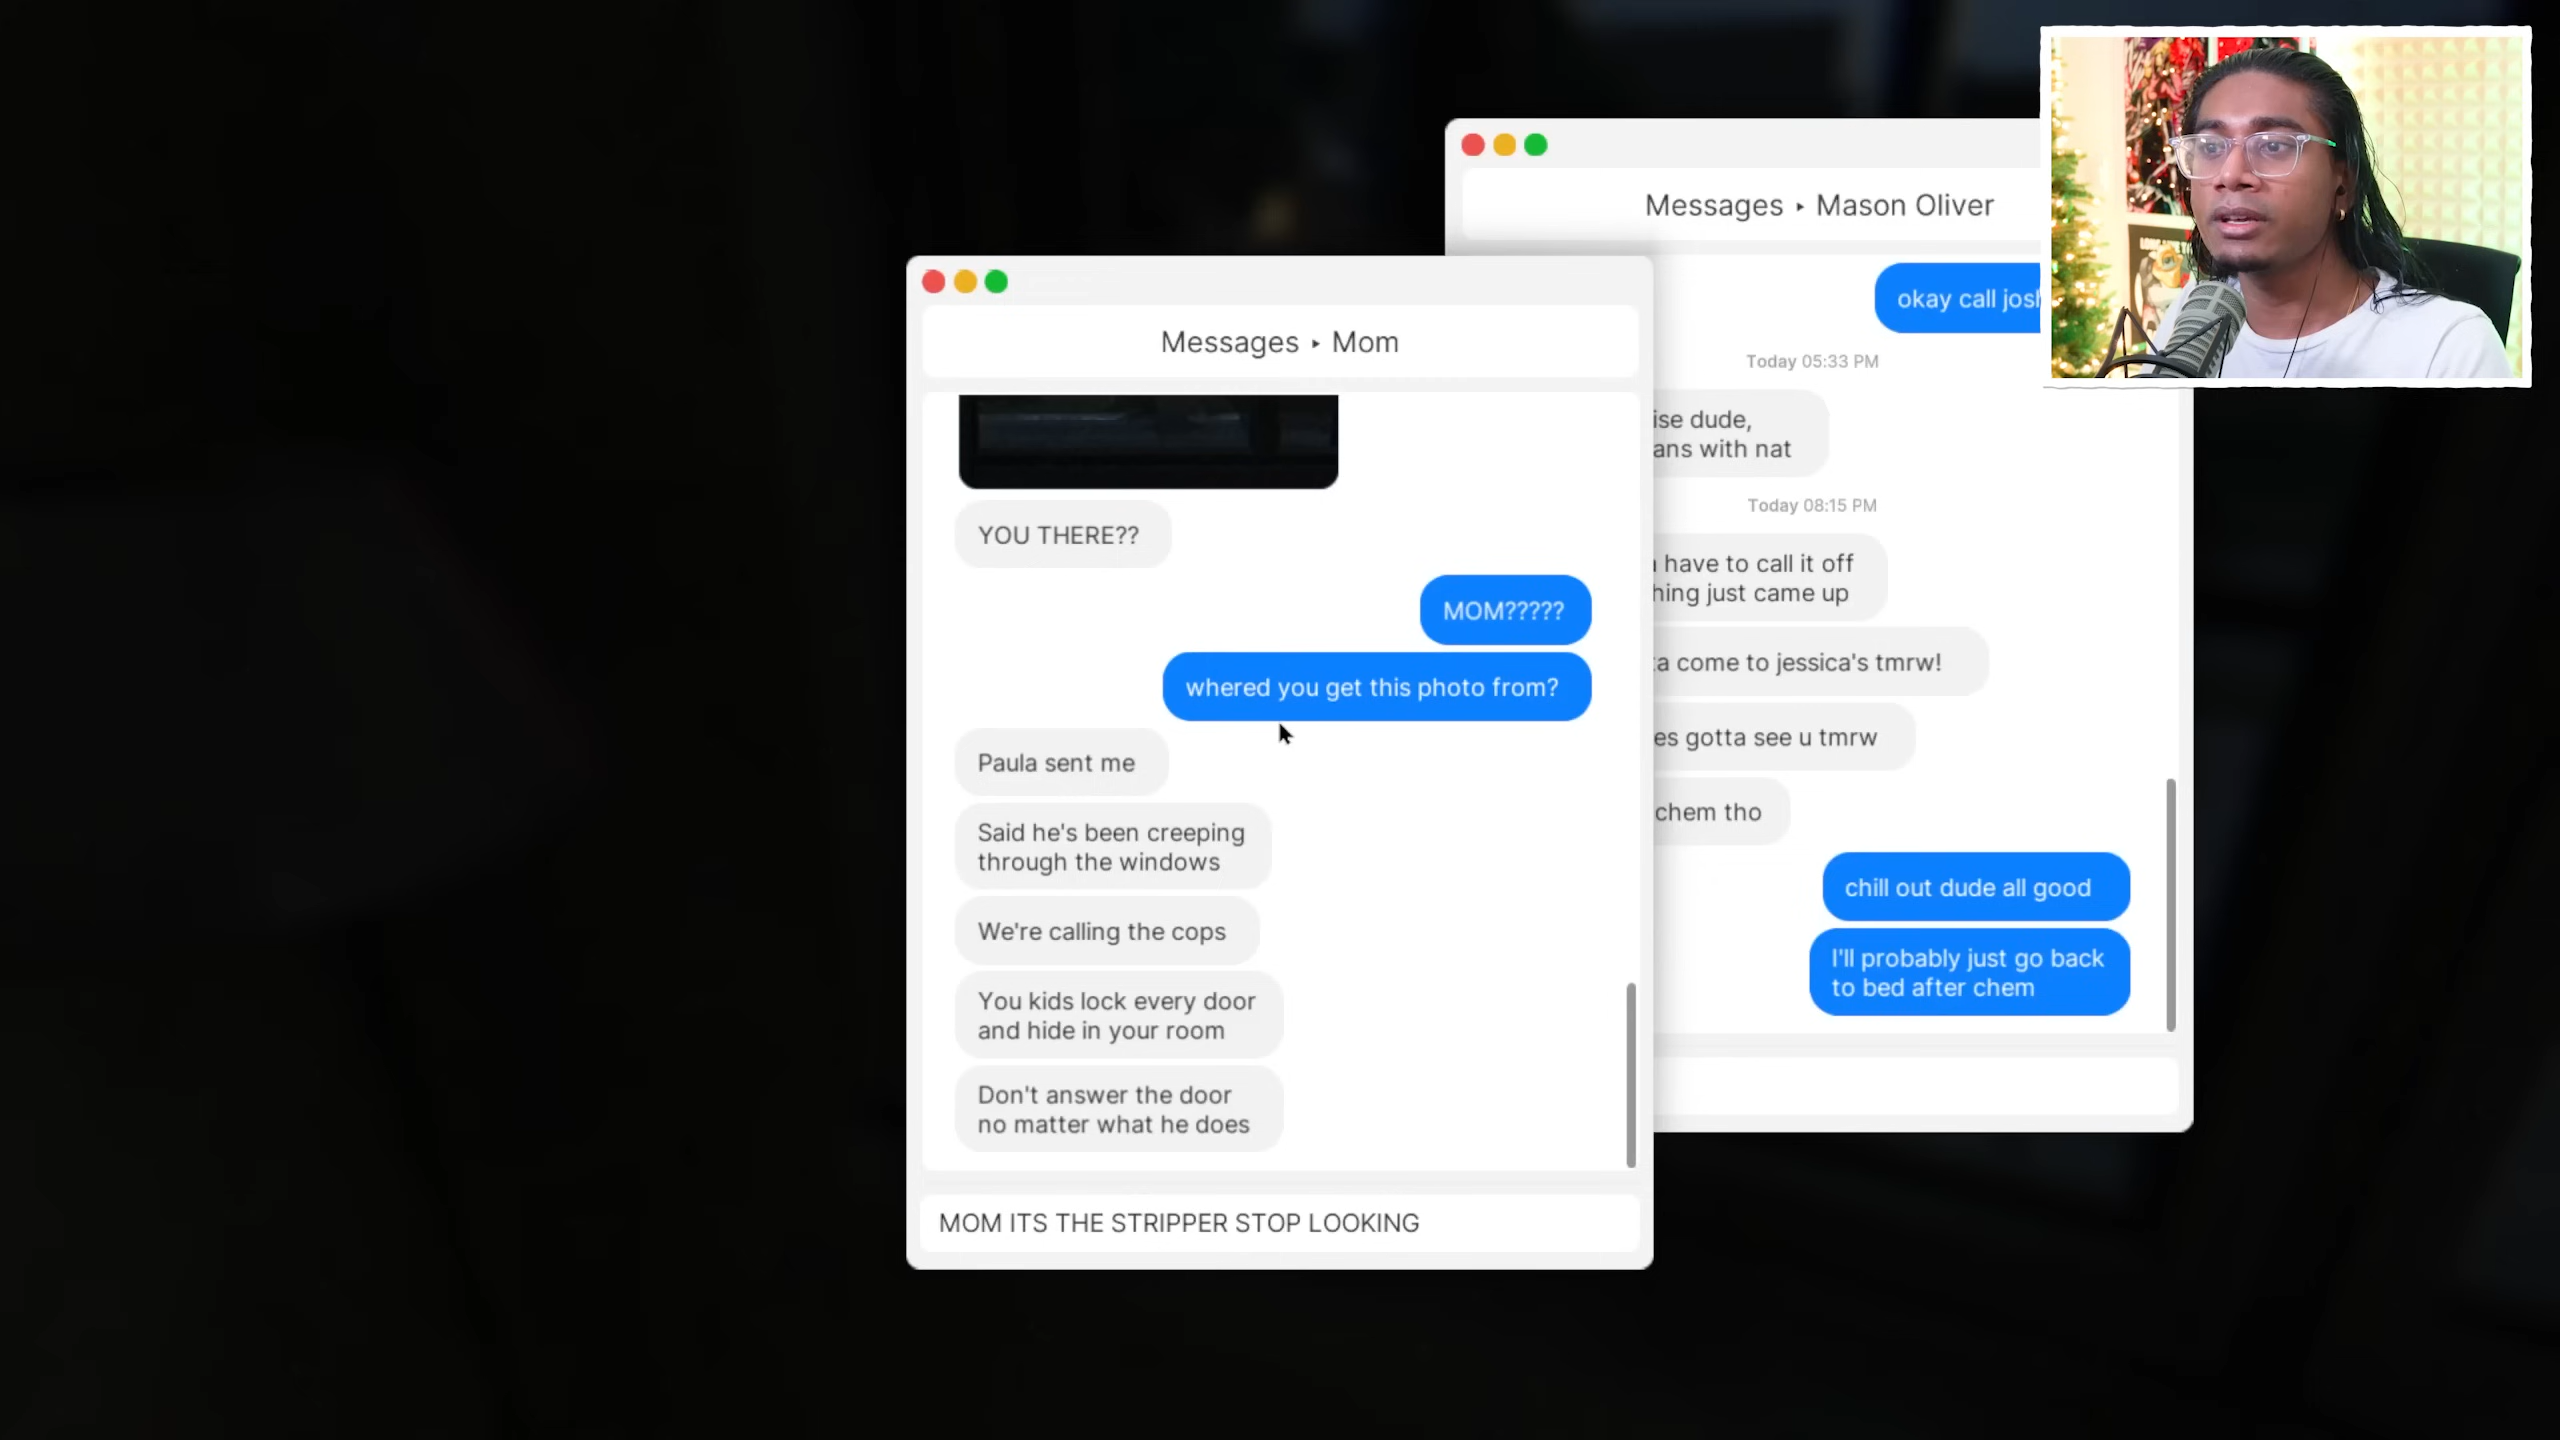 Messages ▸ Mason Oliver
okay call josh
Today 05:33 PM
ise dude,
ans with nat
Today 08:15 PM
have to call it off
hing just came up
ta come to jessica's tmrw!
es gotta see u tmrw
chem tho
chill out dude all good
I'll probably just go back
to bed after chem
Messages ▸ Mom
YOU THERE??
MOM?????
whered you get this photo from?
Paula sent me
Said he's been creeping
through the windows
We're calling the cops
You kids lock every door
and hide in your room
Don't answer the door
no matter what he does
MOM ITS THE STRIPPER STOP LOOKING